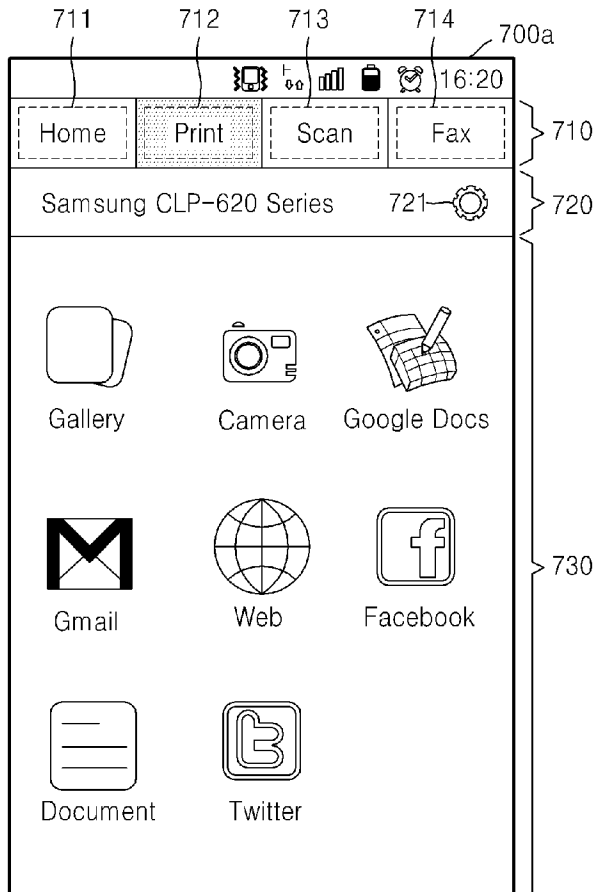 711 712 713 714
700a
16:20
Home Print Scan Fax 710
Samsung CLP-620 Series 721 720
Gallery Camera Google Docs
Gmail Web Facebook
730
Document Twitter